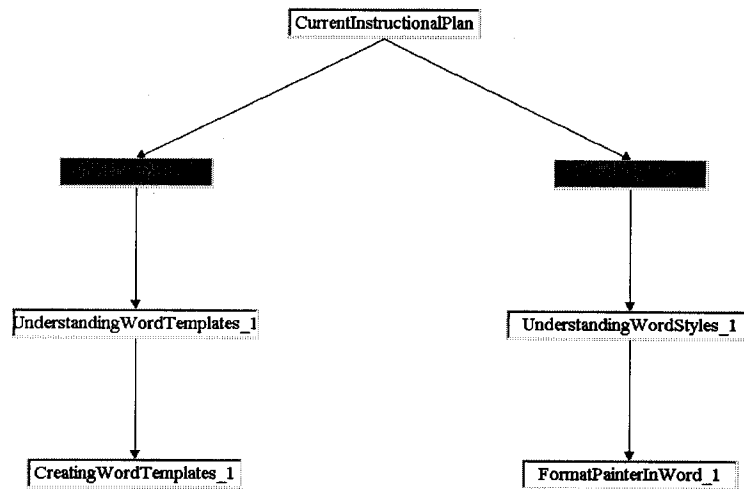 CurrentInstructionalPlan
UnderstandingWordTemplates_1
UnderstandingWordStyles_1
CreatingWordTemplates_1
FormatPainterInWord_1